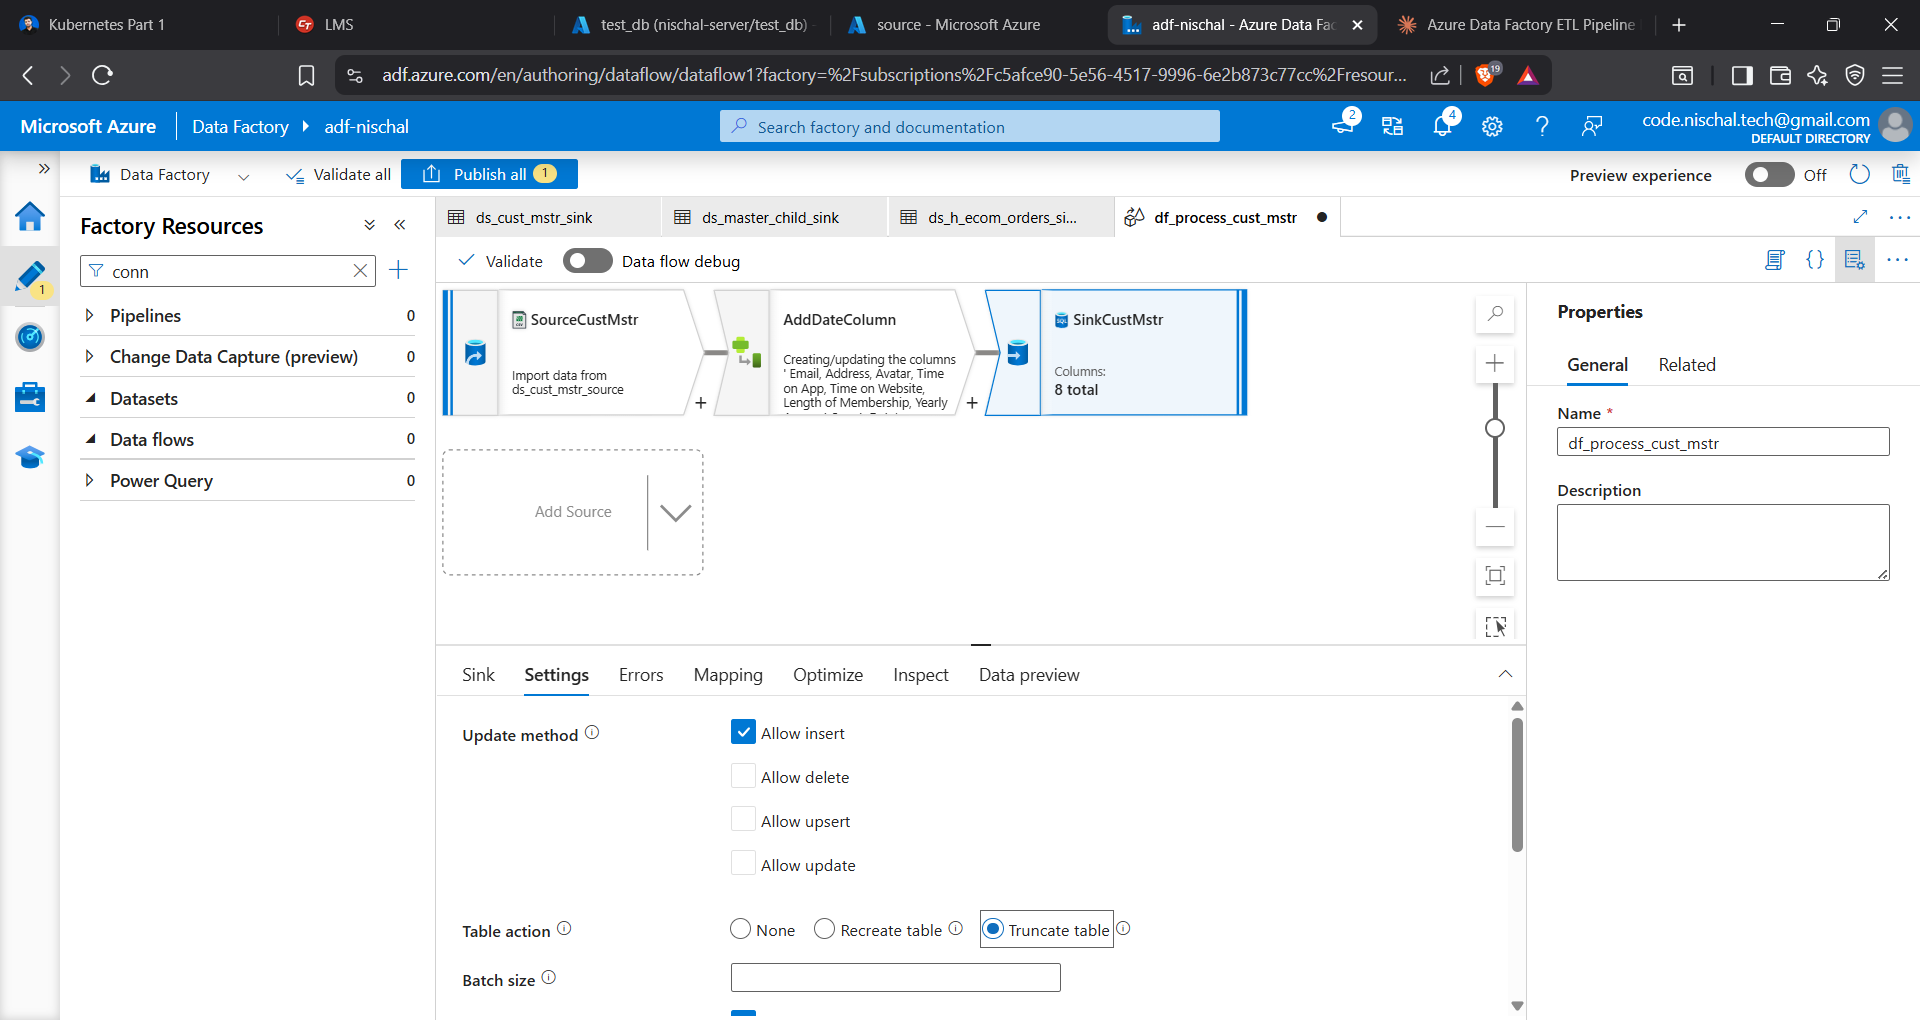 Kubernetes Part 1
LMS
test_db (nischal-server/test_db)
source - Microsoft Azure
adf-nischal - Azure Data Fac
Azure Data Factory ETL Pipeline
adf.azure.com/en/authoring/dataflow/dataflow1?factory=%2Fsubscriptions%2Fc5afce90-5e56-4517-9996-6e2b873c77cc%2Fresour...
19
Microsoft Azure
Data Factory
adf-nischal
Search factory and documentation
2
4
code.nischal.tech@gmail.com
DEFAULT DIRECTORY
Data Factory
Validate all
Publish all
1
Preview experience
Off
1
Factory Resources
conn
Pipelines
0
Change Data Capture (preview)
0
Datasets
0
Data flows
0
Power Query
0
ds_cust_mstr_sink
ds_master_child_sink
ds_h_ecom_orders_si...
df_process_cust_mstr
Validate
Data flow debug
SourceCustMstr
Import data from
ds_cust_mstr_source
+
AddDateColumn
Creating/updating the columns
' Email, Address, Avatar, Time
on App, Time on Website,
Length of Membership, Yearly
+
SQL
SinkCustMstr
Columns:
8 total
Add Source
Properties
General
Related
Name *
df_process_cust_mstr
Description
Sink
Settings
Errors
Mapping
Optimize
Inspect
Data preview
Update method
Allow insert
Allow delete
Allow upsert
Allow update
Table action
None
Recreate table
Truncate table
Batch size